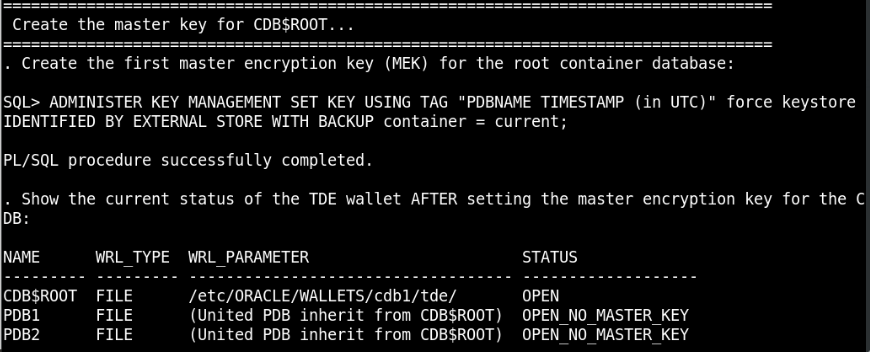 ===================================================================================
 Create the master key for CDB$ROOT...
===================================================================================
. Create the first master encryption key (MEK) for the root container database:
SQL> ADMINISTER KEY MANAGEMENT SET KEY USING TAG "PDBNAME TIMESTAMP (in UTC)" force keystore
IDENTIFIED BY EXTERNAL STORE WITH BACKUP container = current;
PL/SQL procedure successfully completed.
. Show the current status of the TDE wallet AFTER setting the master encryption key for the C
DB:
NAME      WRL_TYPE  WRL_PARAMETER                       STATUS
--------- --------- ----------------------------------- -------------------
CDB$ROOT  FILE      /etc/ORACLE/WALLETS/cdb1/tde/       OPEN
PDB1      FILE      (United PDB inherit from CDB$ROOT)  OPEN_NO_MASTER_KEY
PDB2      FILE      (United PDB inherit from CDB$ROOT)  OPEN_NO_MASTER_KEY